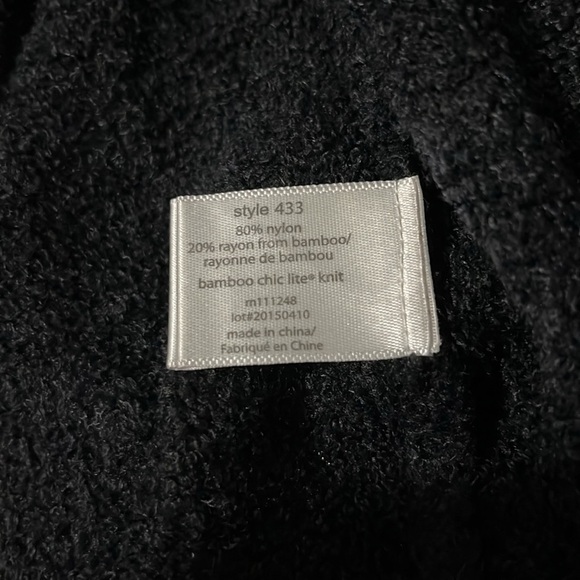 style 433
80% nylon
20% rayon from bamboo/
rayonne de bambou
bamboo chic lite® knit
rn111248
lot#20150410
made in china/
Fabriqué en Chine